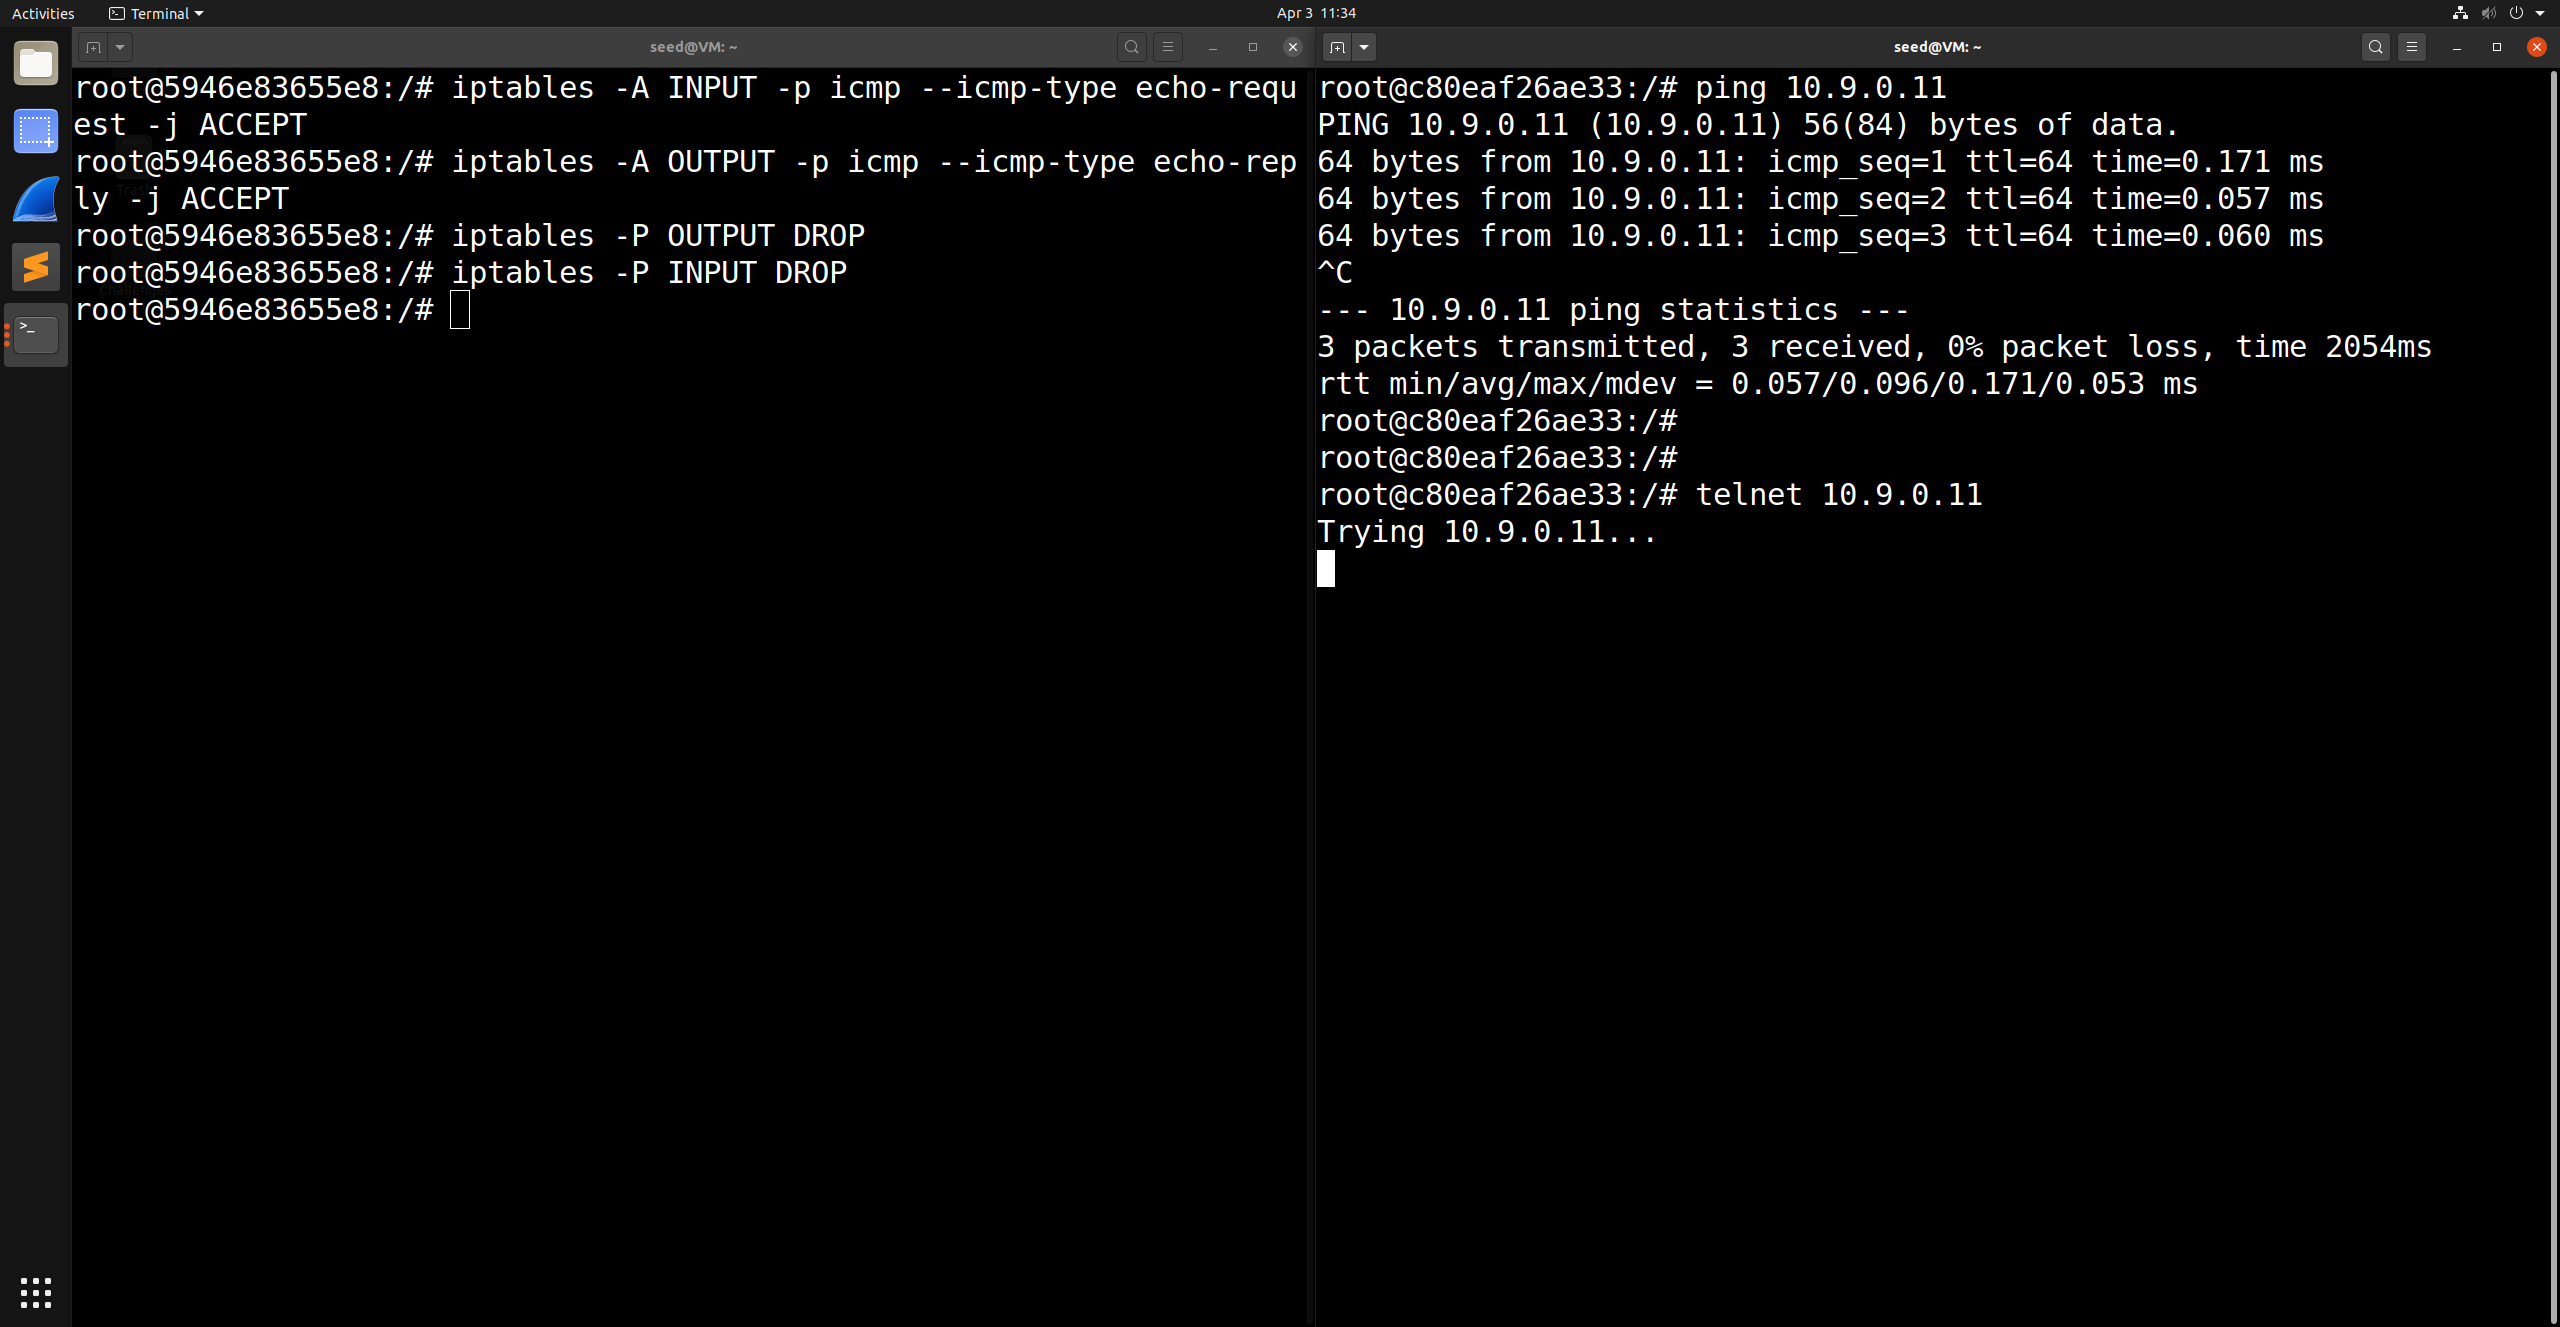 Activities
Terminal
Apr 3 11:34
seed@VM: ~
root@5946e83655e8:/# iptables -A INPUT -p icmp --icmp-type echo-requ
est -j ACCEPT
root@5946e83655e8:/# iptables -A OUTPUT -p icmp --icmp-type echo-rep
ly -j ACCEPT
root@5946e83655e8:/# iptables -P OUTPUT DROP
root@5946e83655e8:/# iptables -P INPUT DROP
root@5946e83655e8:/#
seed@VM: ~
root@c80eaf26ae33:/# ping 10.9.0.11
PING 10.9.0.11 (10.9.0.11) 56(84) bytes of data.
64 bytes from 10.9.0.11: icmp_seq=1 ttl=64 time=0.171 ms
64 bytes from 10.9.0.11: icmp_seq=2 ttl=64 time=0.057 ms
64 bytes from 10.9.0.11: icmp_seq=3 ttl=64 time=0.060 ms
^C
--- 10.9.0.11 ping statistics ---
3 packets transmitted, 3 received, 0% packet loss, time 2054ms
rtt min/avg/max/mdev = 0.057/0.096/0.171/0.053 ms
root@c80eaf26ae33:/#
root@c80eaf26ae33:/#
root@c80eaf26ae33:/# telnet 10.9.0.11
Trying 10.9.0.11...